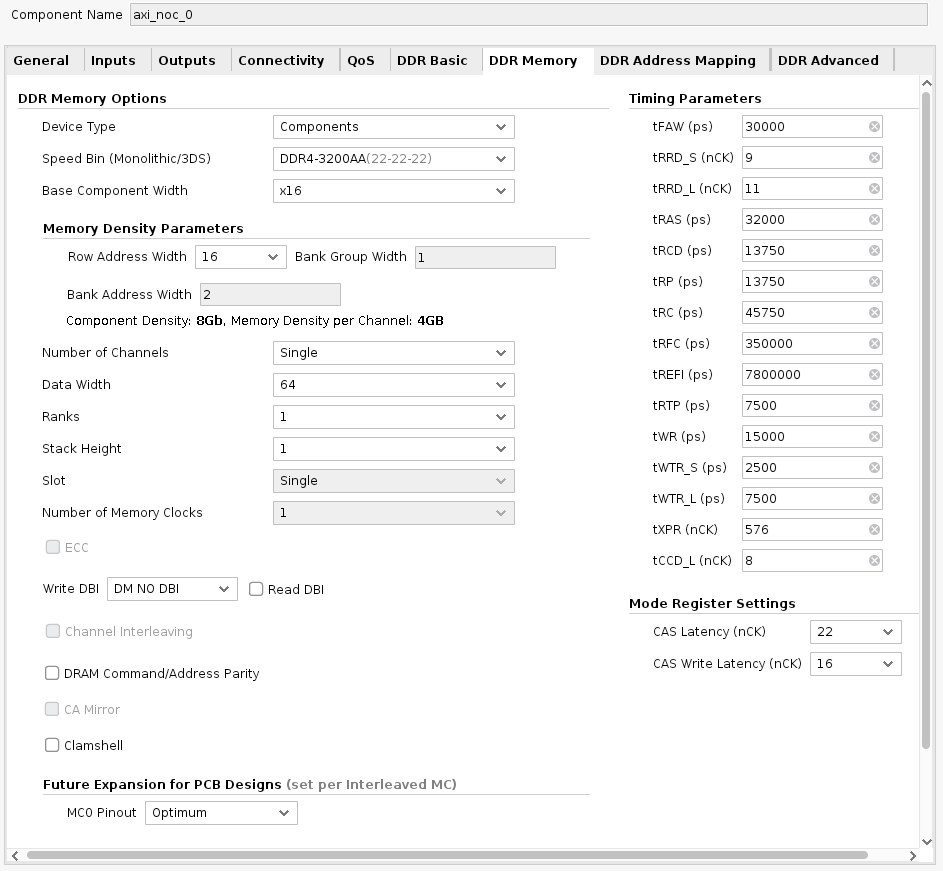 Component Name axi_noc_0
General Inputs Outputs Connectivity QoS DDR Basic DDR Memory DDR Address Mapping DDR Advanced
DDR Memory Options
Device Type Components
Speed Bin (Monolithic/3DS) DDR4-3200AA(22-22-22)
Base Component Width x16
Memory Density Parameters
Row Address Width 16 Bank Group Width 1
Bank Address Width 2
Component Density: 8Gb, Memory Density per Channel: 4GB
Number of Channels Single
Data Width 64
Ranks 1
Stack Height 1
Slot Single
Number of Memory Clocks 1
ECC
Write DBI DM NO DBI Read DBI
Channel Interleaving
DRAM Command/Address Parity
CA Mirror
Clamshell
Future Expansion for PCB Designs (set per Interleaved MC)
MC0 Pinout Optimum
Timing Parameters
tFAW (ps) 30000
tRRD_S (nCK) 9
tRRD_L (nCK) 11
tRAS (ps) 32000
tRCD (ps) 13750
tRP (ps) 13750
tRC (ps) 45750
tRFC (ps) 350000
tREFI (ps) 7800000
tRTP (ps) 7500
tWR (ps) 15000
tWTR_S (ps) 2500
tWTR_L (ps) 7500
tXPR (nCK) 576
tCCD_L (nCK) 8
Mode Register Settings
CAS Latency (nCK) 22
CAS Write Latency (nCK) 16